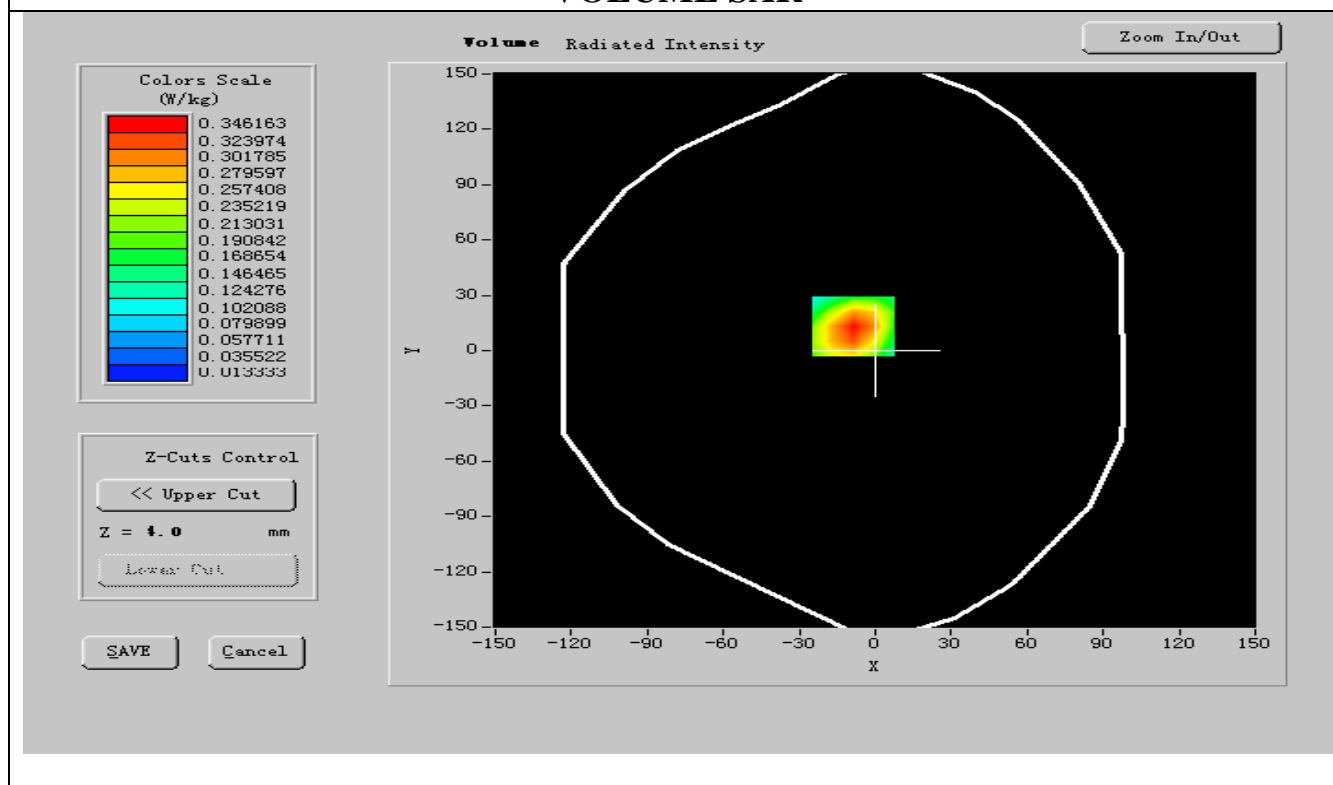 VOLUME SAR
Volume Radiated Intensity
Zoom In/Out
Colors Scale
(W/kg)
0.346163
0.323974
0.301785
0.279597
0.257408
0.235219
0.213031
0.190842
0.168654
0.146465
0.124276
0.102088
0.079899
0.057711
0.035522
0.013333
Z-Cuts Control
<< Upper Cut
Z = 4.0 mm
Lower Cut
SAVE
Cancel
150
120
90
60
30
0
-30
-60
-90
-120
-150
Y
-150 -120 -90 -60 -30 0 30 60 90 120 150
X